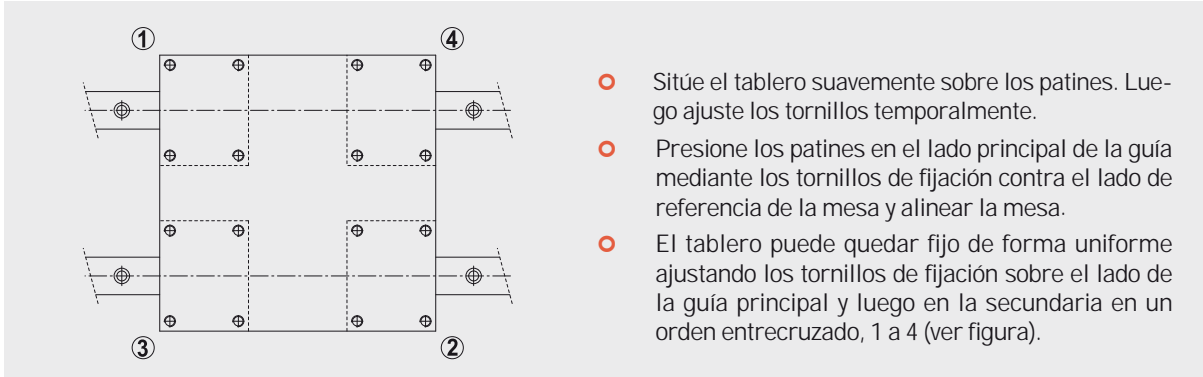 1
4
3
2
Sitúe el tablero suavemente sobre los patines. Lue-
go ajuste los tornillos temporalmente.
Presione los patines en el lado principal de la guía
mediante los tornillos de fijación contra el lado de
referencia de la mesa y alinear la mesa.
El tablero puede quedar fijo de forma uniforme
ajustando los tornillos de fijación sobre el lado de
la guía principal y luego en la secundaria en un
orden entrecruzado, 1 a 4 (ver figura).